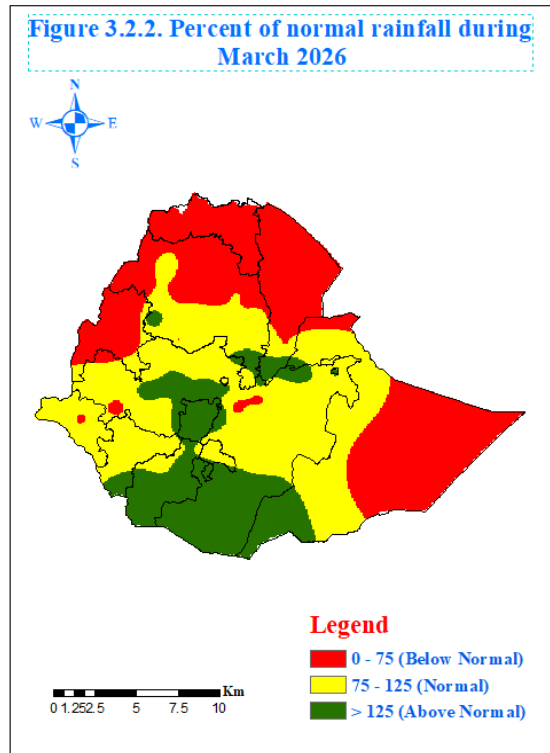 Figure 3.2.2. Percent of normal rainfall during
March 2026
N
W E
S
Legend
0 - 75 (Below Normal)
75 - 125 (Normal)
> 125 (Above Normal)
Km
0 1.252.5 5 7.5 10